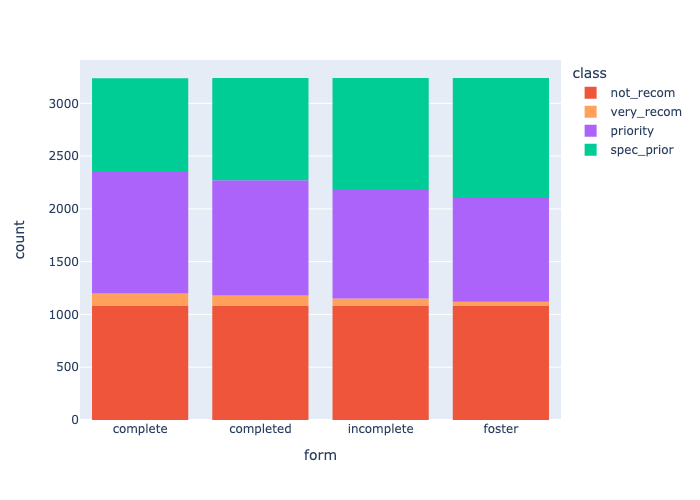 class
not_recom
very_recom
priority
spec_prior
count
3000
2500
2000
1500
1000
500
0
complete
completed
incomplete
foster
form